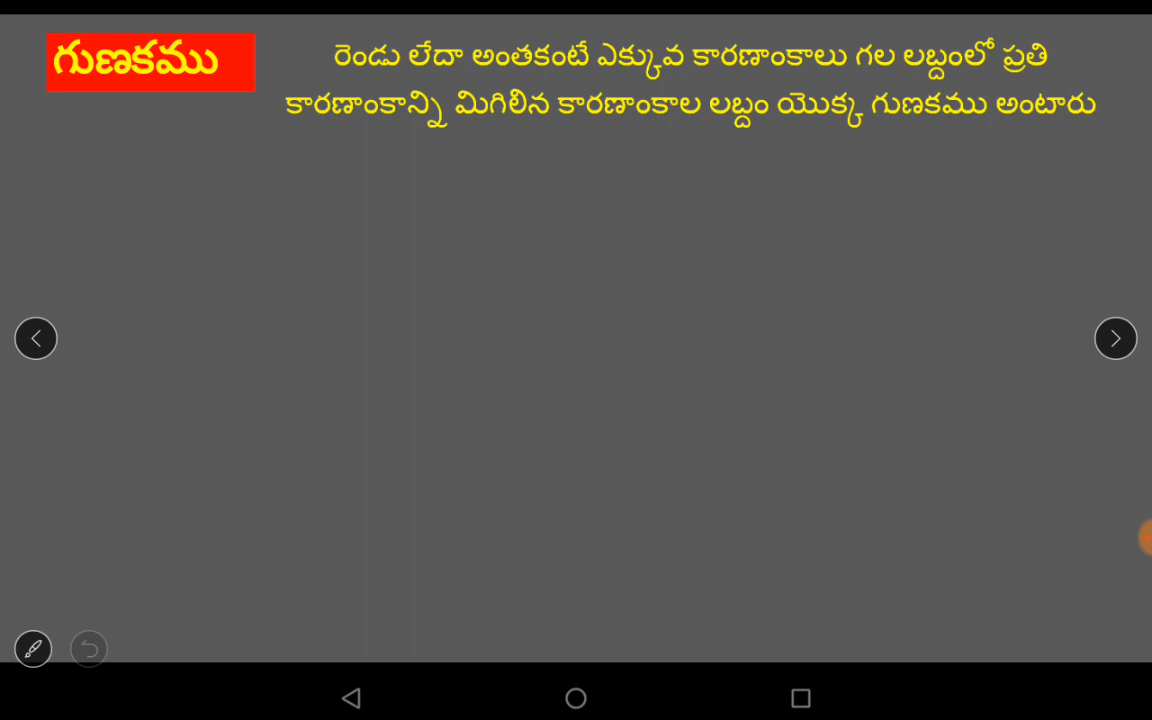 గుణకము
రెండు లేదా అంతకంటే ఎక్కువ కారణాంకాలు గల లబ్దంలో ప్రతి
కారణాంకాన్ని మిగిలిన కారణాంకాల లబ్దం యొక్క గుణకము అంటారు